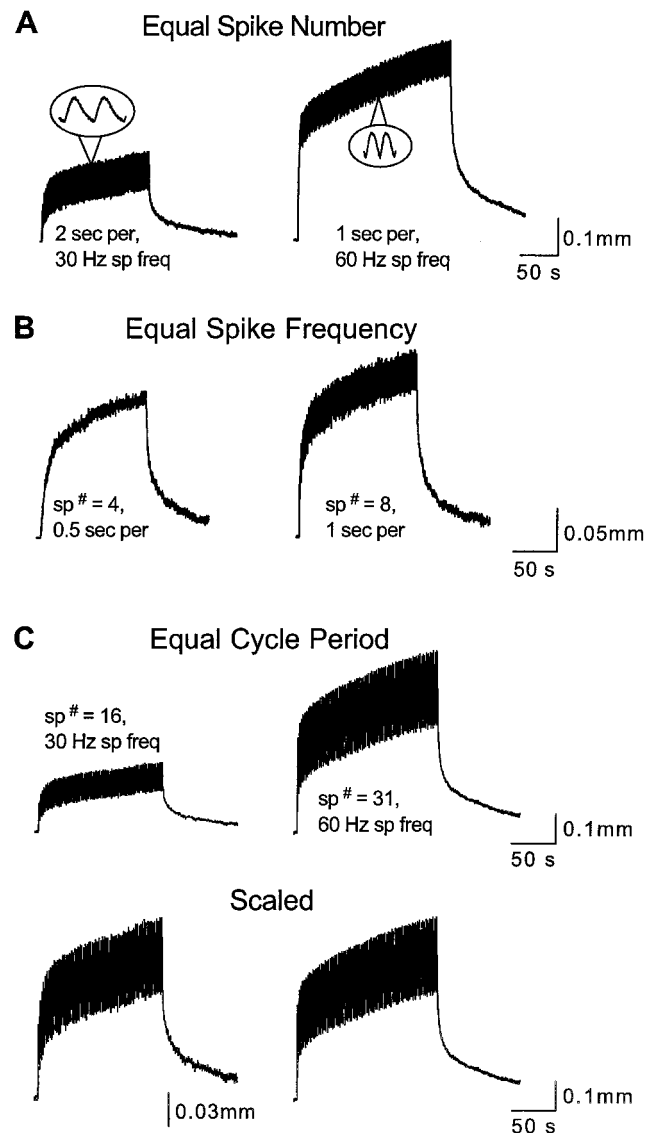 A
Equal Spike Number
2 sec per,
30 Hz sp freq
1 sec per,
60 Hz sp freq
0.1mm
50 s
B
Equal Spike Frequency
sp # = 4,
0.5 sec per
sp # = 8,
1 sec per
0.05mm
50 s
C
Equal Cycle Period
sp # = 16,
30 Hz sp freq
sp # = 31,
60 Hz sp freq
0.1mm
50 s
Scaled
0.03mm
0.1mm
50 s